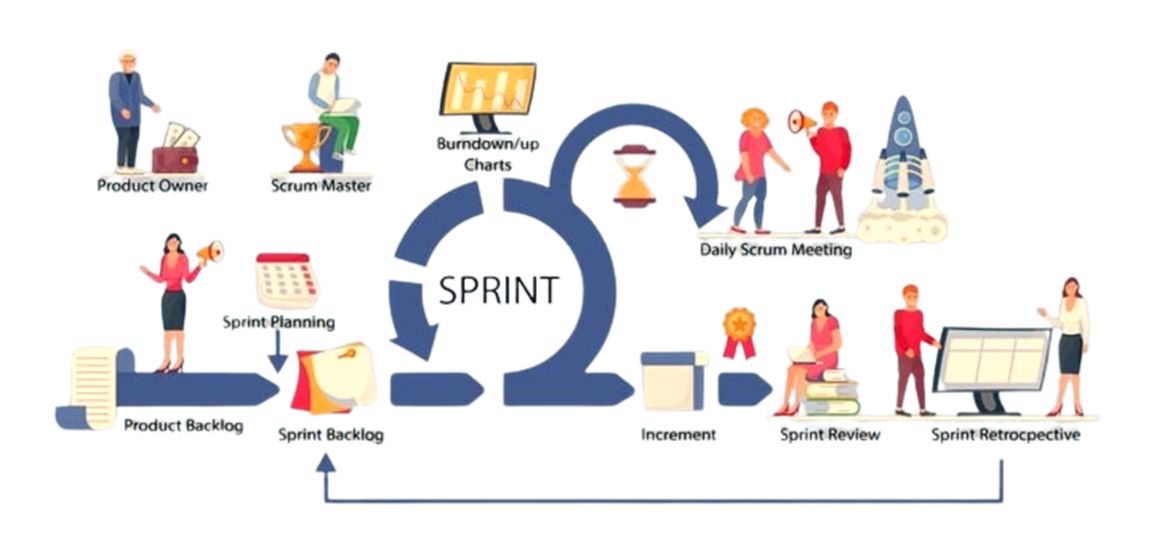 Burndown/up
Charts
Product Owner
Scrum Master
Daily Scrum Meeting
SPRINT
Sprint Planning
Product Backlog
Sprint Backlog
Increment
Sprint Review
Sprint Retrocpective